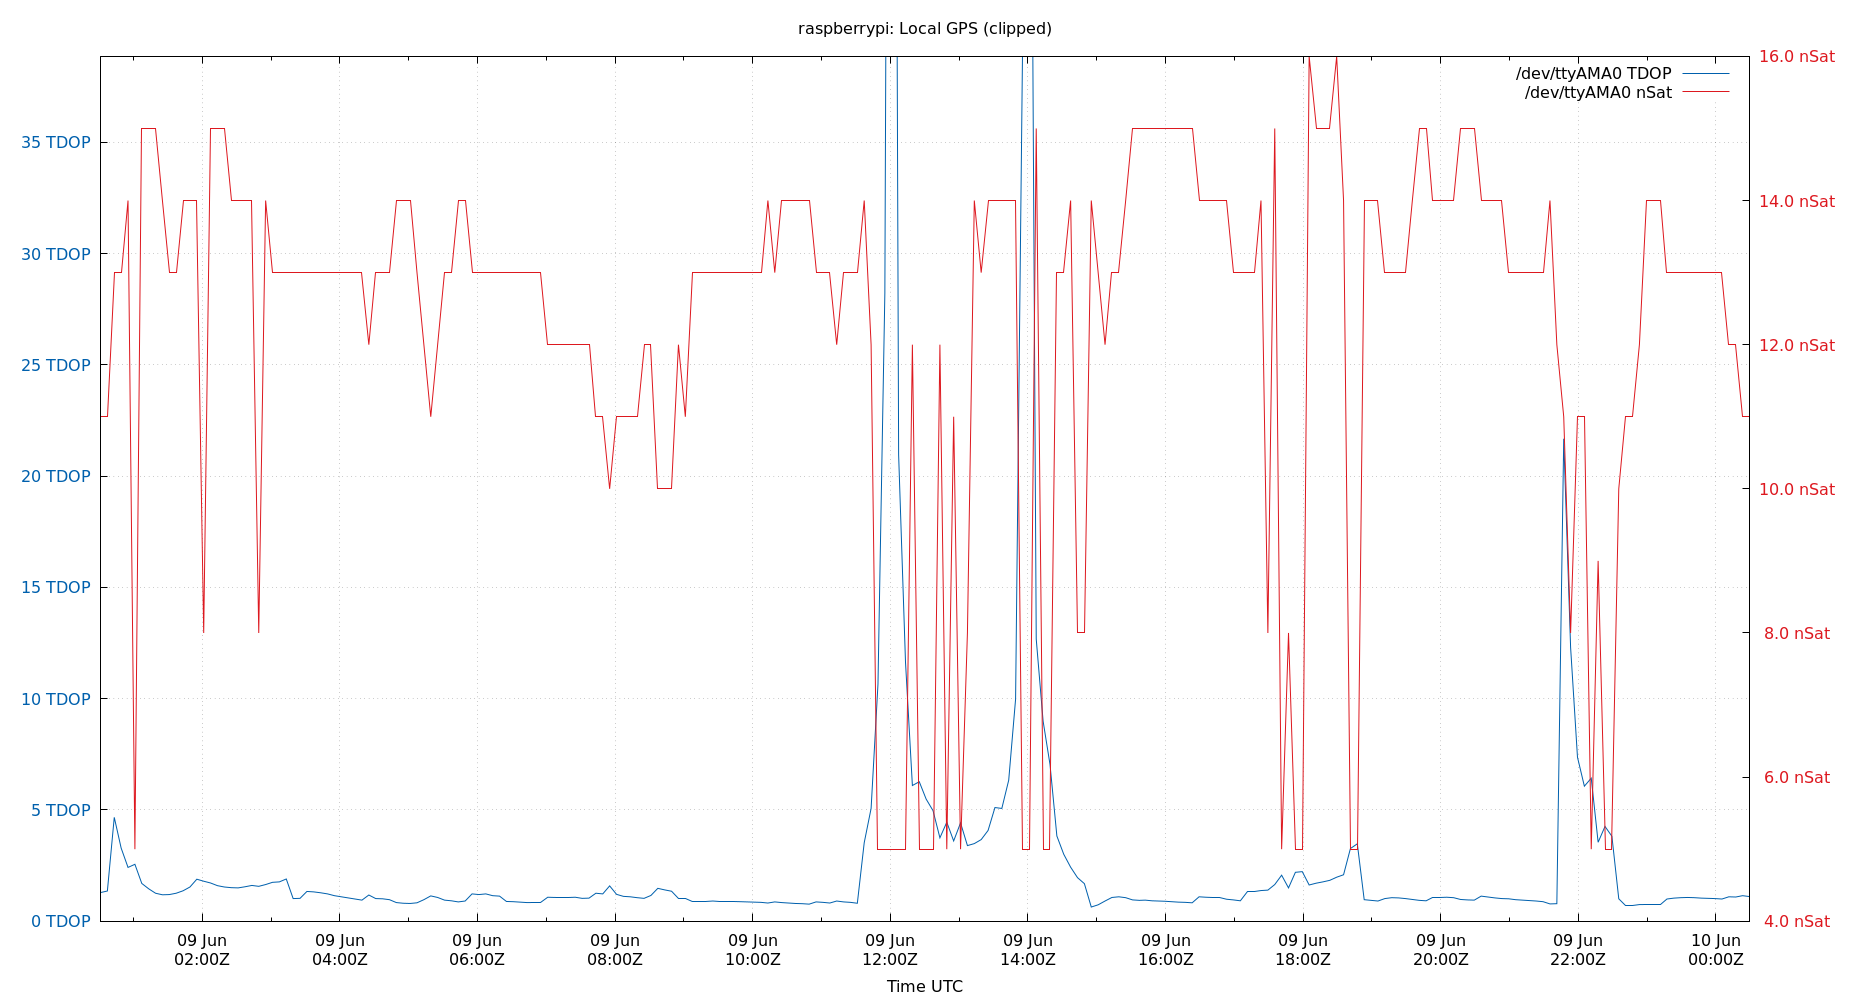 raspberrypi: Local GPS (clipped)
/dev/ttyAMA0 TDOP
/dev/ttyAMA0 nSat
35 TDOP
30 TDOP
25 TDOP
20 TDOP
15 TDOP
10 TDOP
5 TDOP
0 TDOP
16.0 nSat
14.0 nSat
12.0 nSat
10.0 nSat
8.0 nSat
6.0 nSat
4.0 nSat
09 Jun 09 Jun 09 Jun 09 Jun 09 Jun 09 Jun 09 Jun 09 Jun 09 Jun 09 Jun 09 Jun 10 Jun
02:00Z 04:00Z 06:00Z 08:00Z 10:00Z 12:00Z 14:00Z 16:00Z 18:00Z 20:00Z 22:00Z 00:00Z
Time UTC